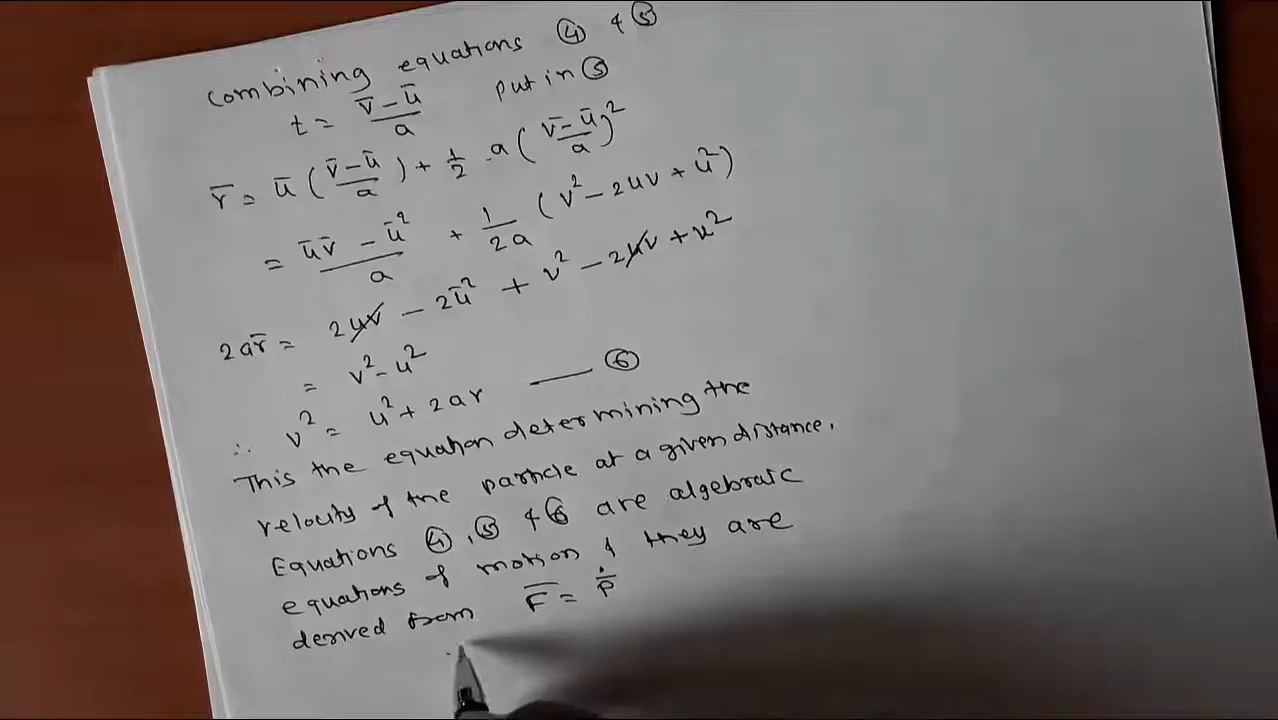 Combining equations ④ & ⑤
t = v̄ - ū / a put in ⑤
r̄ = ū ( v̄ - ū / a ) + 1/2 . a ( v̄ - ū / a )²
= ūv̄ - ū² / a + 1/2a ( v² - 2uv + ū² )
2ar̄ = 2uv - 2ū² + v² - 2uv + u²
= v² - u²
∴ v² = u² + 2ar —— ⑥
This the equation determining the
velocity of the particle at a given distance.
Equations ④, ⑤ & ⑥ are algebraic
equations of motion & they are
derived from F̄ = ṗ̄